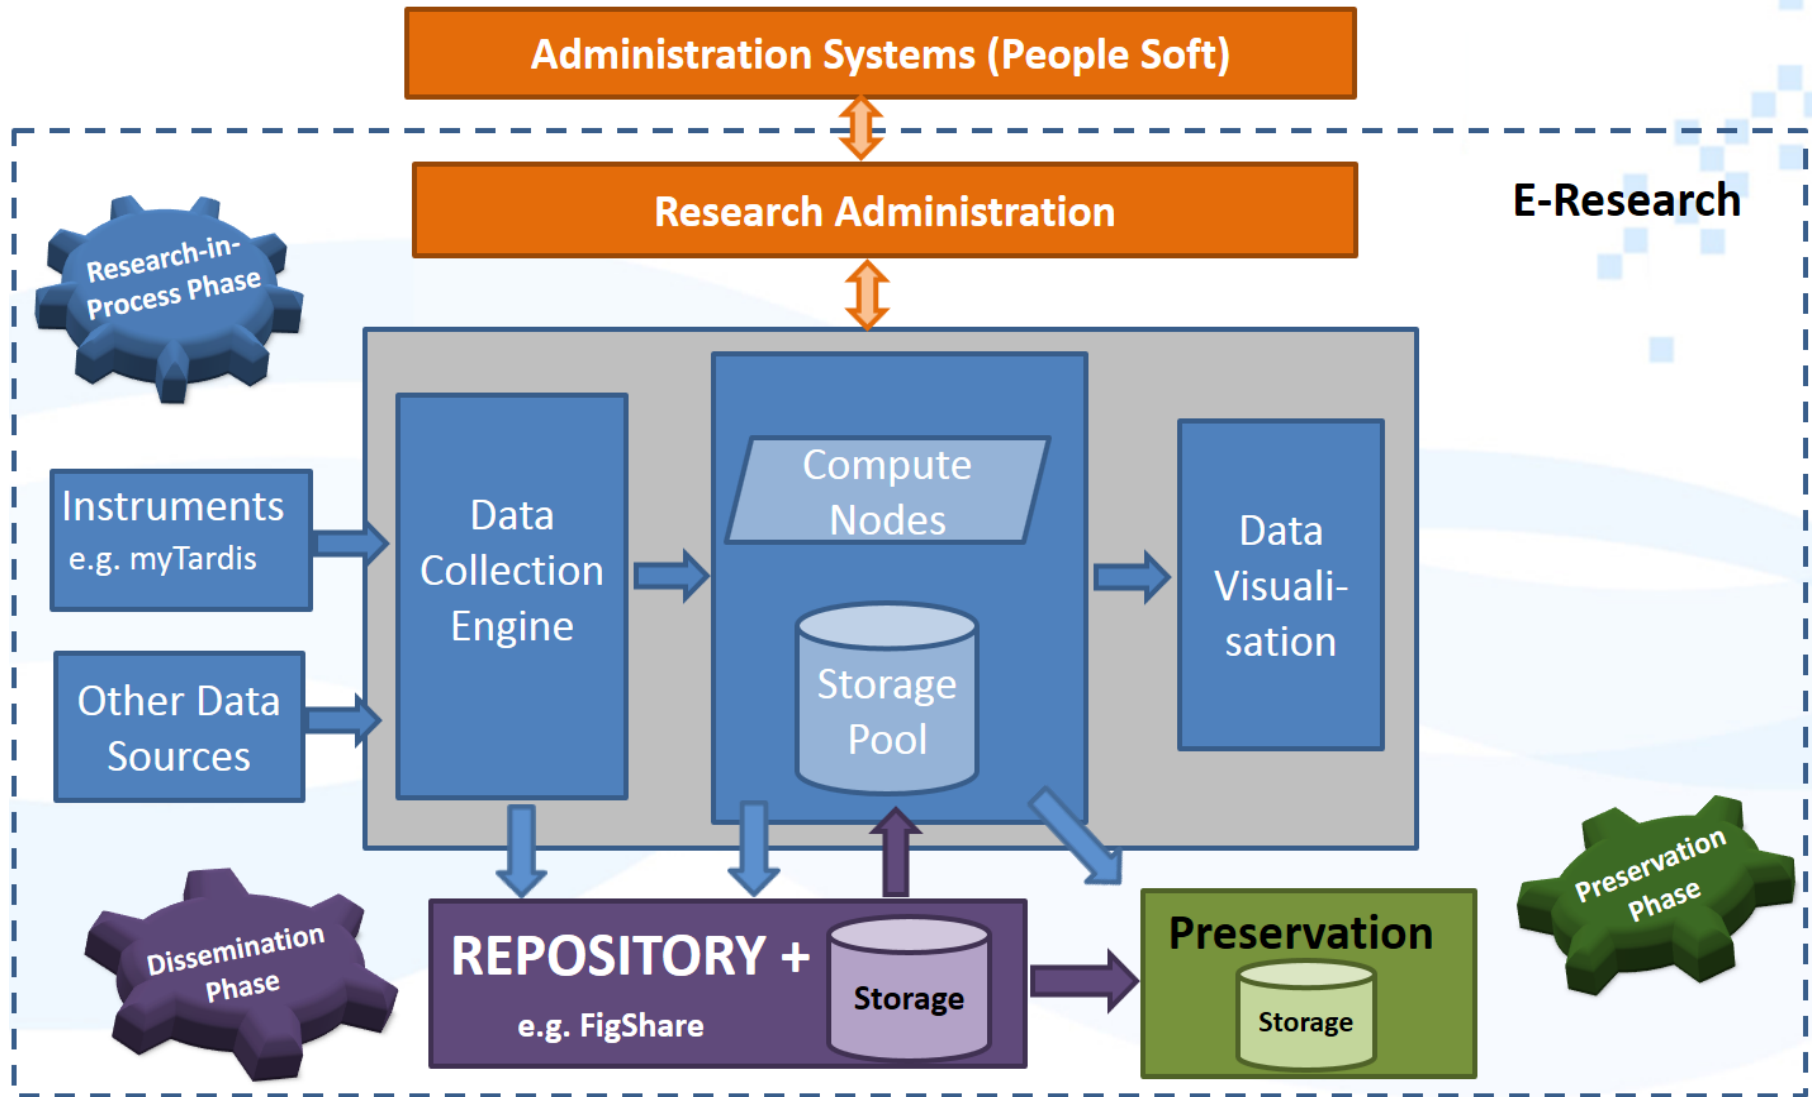 Administration Systems (People Soft)
Research Administration
E-Research
Research-in-
Process Phase
Instruments
e.g. myTardis
Other Data
Sources
Data
Collection
Engine
Compute
Nodes
Storage
Pool
Data
Visuali-
sation
Dissemination
Phase
REPOSITORY +
e.g. FigShare
Storage
Preservation
Storage
Preservation
Phase